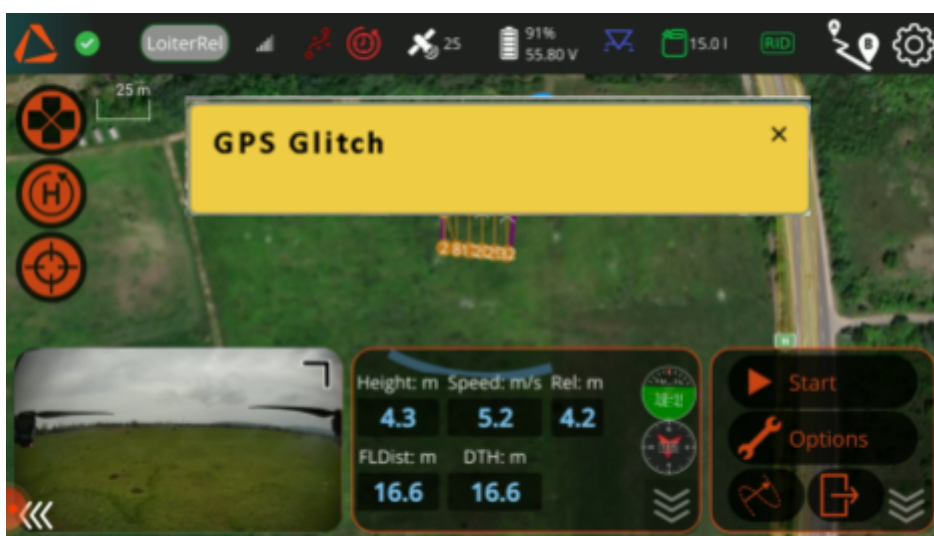 LoiterRel
25
91%
55.80 V
15.0 l
RID
25 m
GPS Glitch
H
Height: m Speed: m/s Rel: m
4.3 5.2 4.2
FLDist: m DTH: m
16.6 16.6
Start
Options